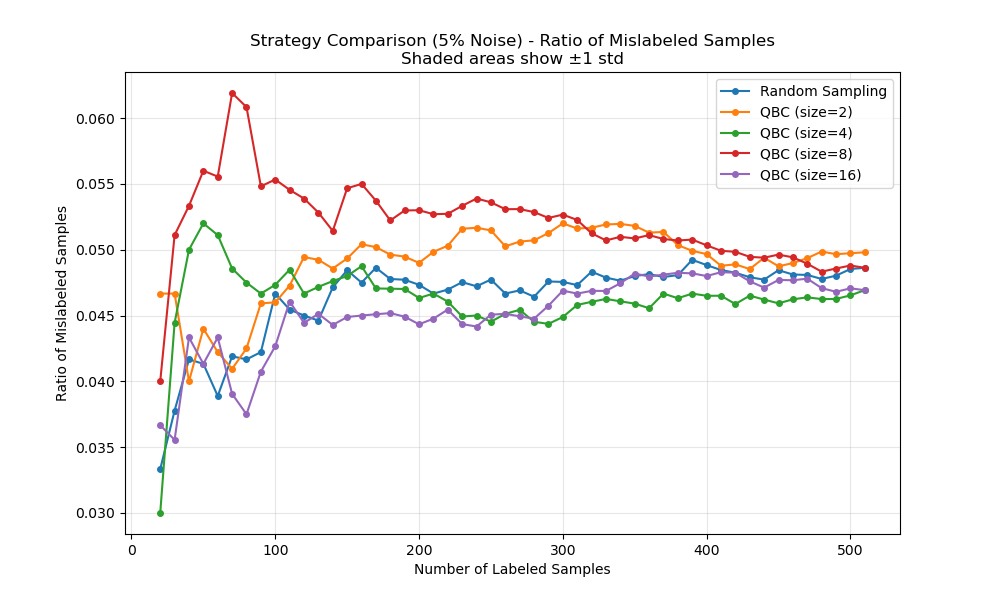 Strategy Comparison (5% Noise) - Ratio of Mislabeled Samples
Shaded areas show ±1 std
Random Sampling
QBC (size=2)
QBC (size=4)
QBC (size=8)
QBC (size=16)
Ratio of Mislabeled Samples
0.060
0.055
0.050
0.045
0.040
0.035
0.030
0 100 200 300 400 500
Number of Labeled Samples